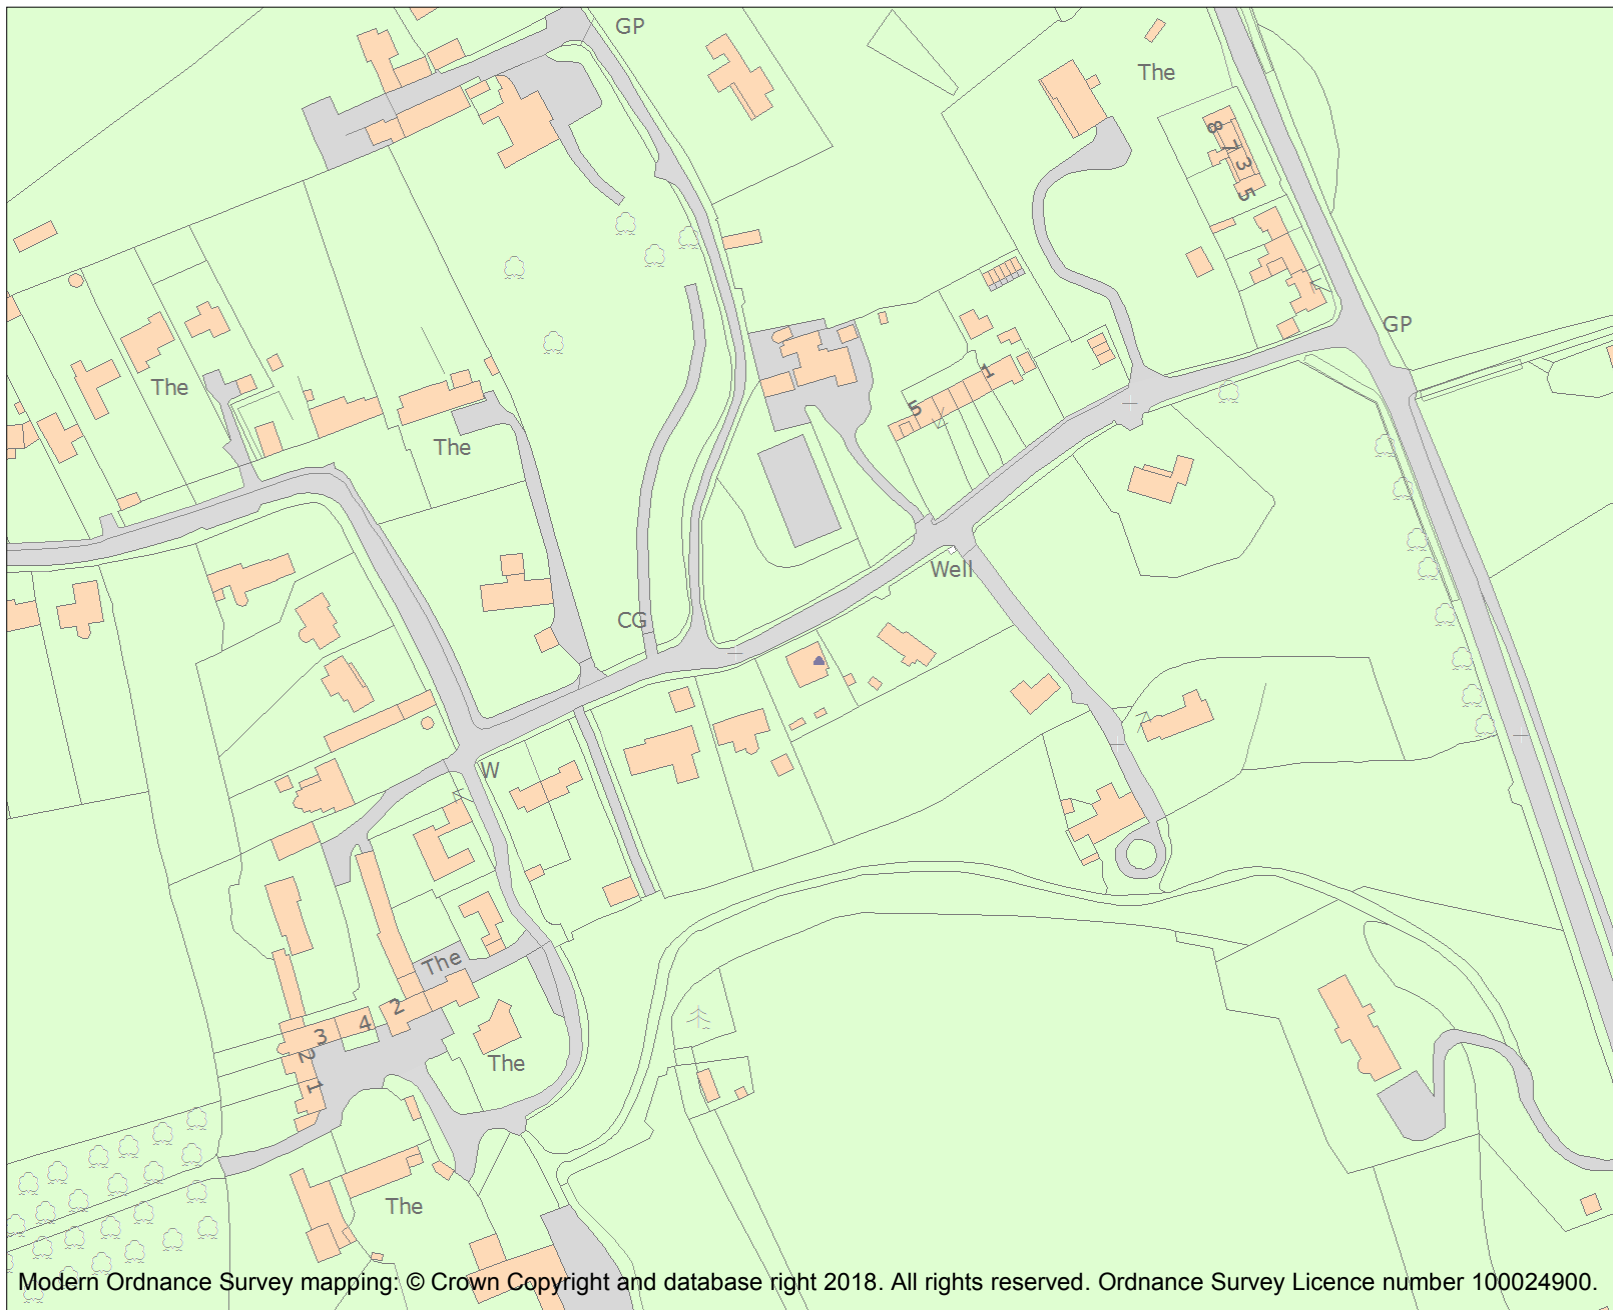 GP
The
8
7
3
5
GP
The
1
5
The
Well
CG
W
The
2
4
3
2
1
The
The
Modern Ordnance Survey mapping: © Crown Copyright and database right 2018. All rights reserved. Ordnance Survey Licence number 100024900.